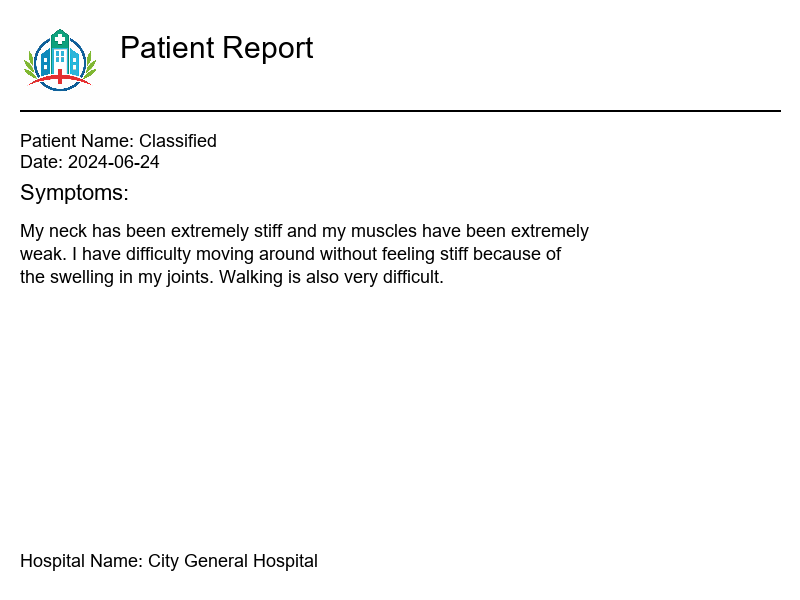 Patient Report
Patient Name: Classified
Date: 2024-06-24
Symptoms:
My neck has been extremely stiff and my muscles have been extremely
weak. I have difficulty moving around without feeling stiff because of
the swelling in my joints. Walking is also very difficult.
Hospital Name: City General Hospital